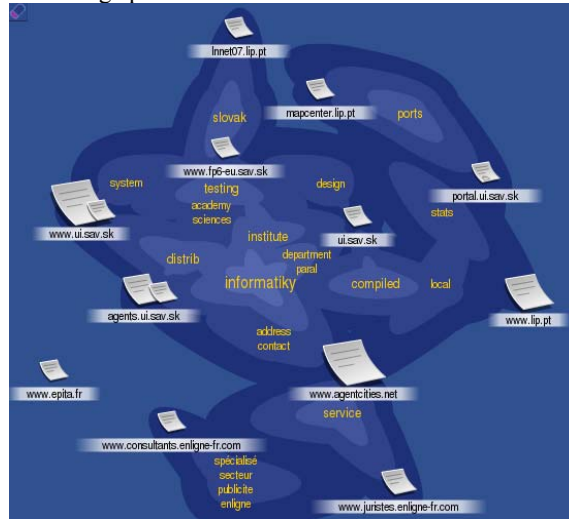 lnnet07.lip.pt
mapcenter.lip.pt
slovak
ports
www.fp6-eu.sav.sk
system
testing
design
portal.ui.sav.sk
academy
sciences
stats
www.ui.sav.sk
institute
ui.sav.sk
distrib
department
paral
informatiky
compiled
local
agents.ui.sav.sk
www.lip.pt
address
contact
www.epita.fr
www.agentcities.net
service
www.consultants.enligne-fr.com
spécialisé
secteur
publicite
enligne
www.juristes.enligne-fr.com